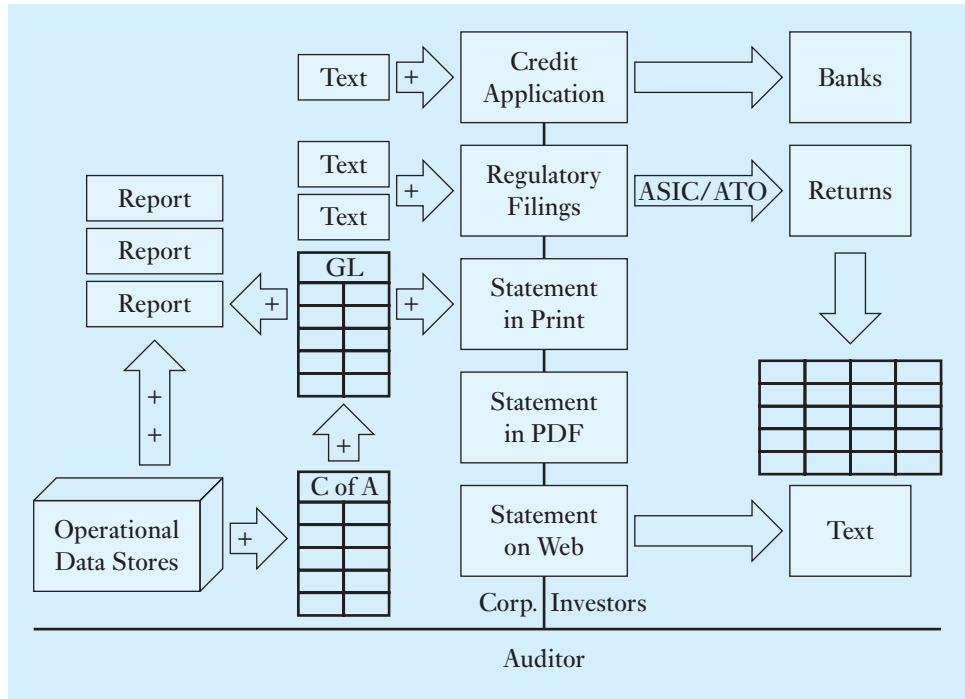 Text
+
Credit
Application
Banks
Text
Text
+
Regulatory
Filings
ASIC/ATO
Returns
Report
Report
Report
+
GL
+
Statement
in Print
+
+
Statement
in PDF
+
Operational
Data Stores
+
C of A
Statement
on Web
Text
Corp. Investors
Auditor